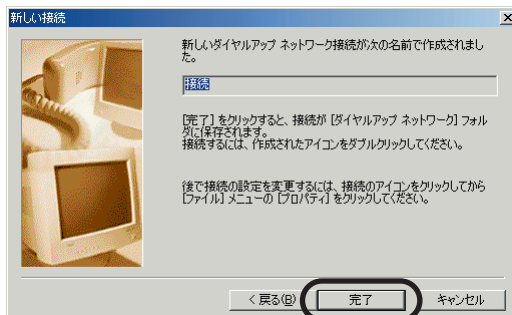 新しい接続
新しいダイヤルアップ ネットワーク接続が次の名前で作成されまし
た。
接続
[完了] をクリックすると、接続が [ダイヤルアップ ネットワーク] フォル
ダに保存されます。
接続するには、作成されたアイコンをダブルクリックしてください。
後で接続の設定を変更するには、接続のアイコンをクリックしてから
[ファイル] メニューの [プロパティ] をクリックしてください。
< 戻る(B)
完了
キャンセル